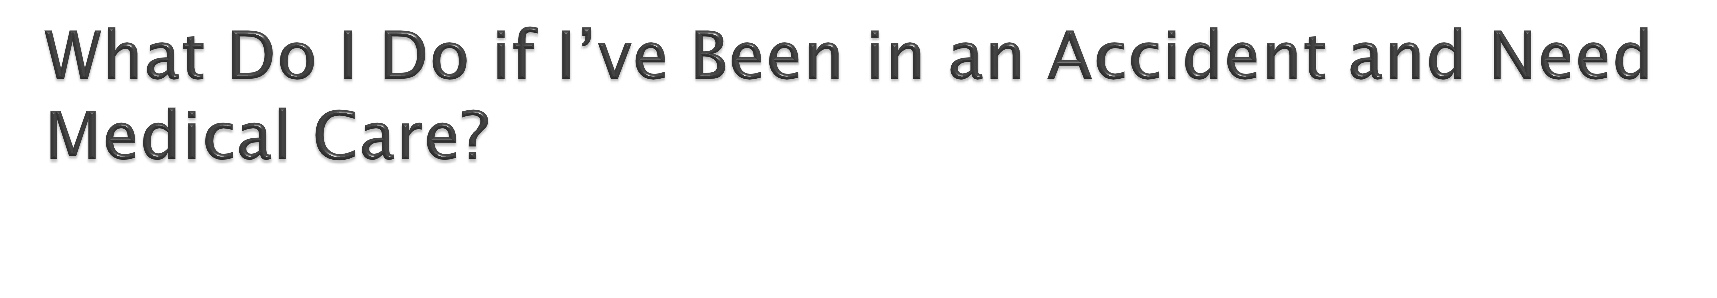 What Do I Do if I’ve Been in an Accident and Need
Medical Care?